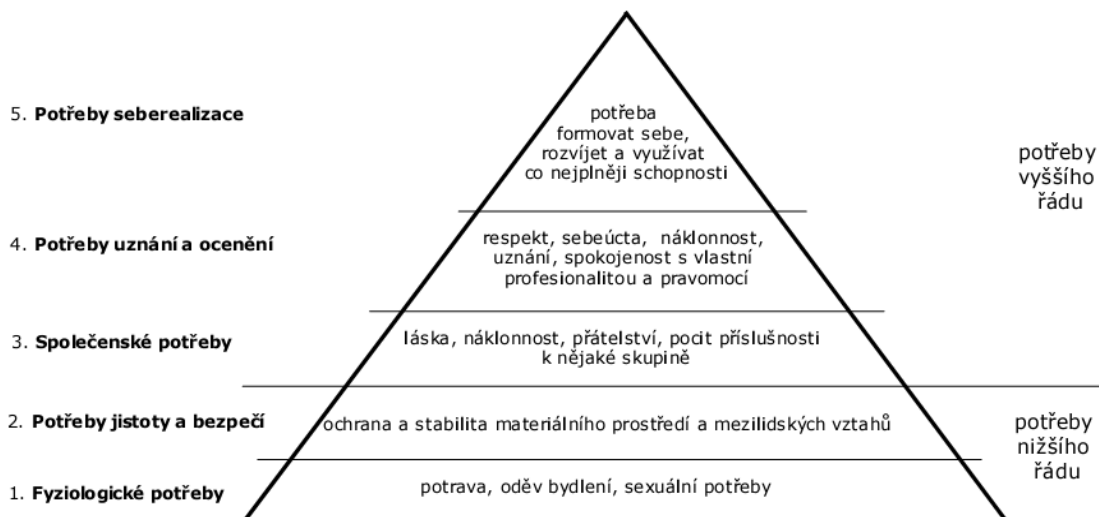 5. Potřeby seberealizace
potřeba
formovat sebe,
rozvíjet a využívat
co nejplněji schopnosti
potřeby
vyššího
řádu
4. Potřeby uznání a ocenění
respekt, sebeúcta, náklonnost,
uznání, spokojenost s vlastní
profesionalitou a pravomocí
3. Společenské potřeby
láska, náklonnost, přátelství, pocit příslušnosti
k nějaké skupině
2. Potřeby jistoty a bezpečí
ochrana a stabilita materiálního prostředí a mezilidských vztahů
potřeby
nižšího
řádu
1. Fyziologické potřeby
potrava, oděv bydlení, sexuální potřeby